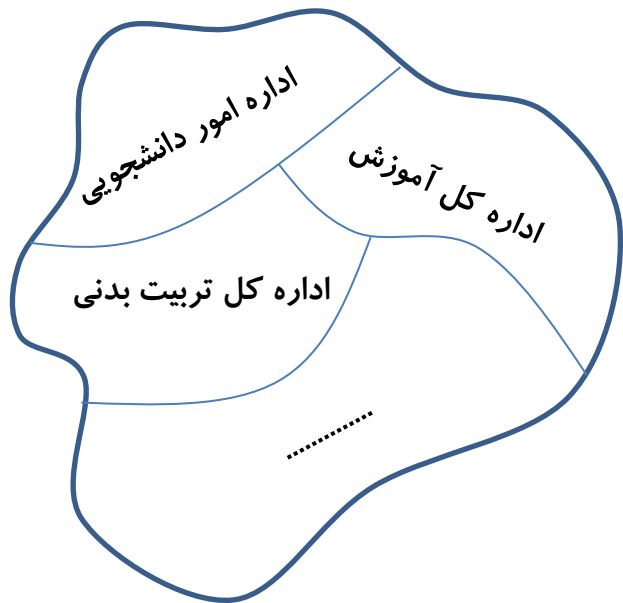 اداره امور دانشجویی
اداره کل آموزش
اداره کل تربیت بدنی
..............